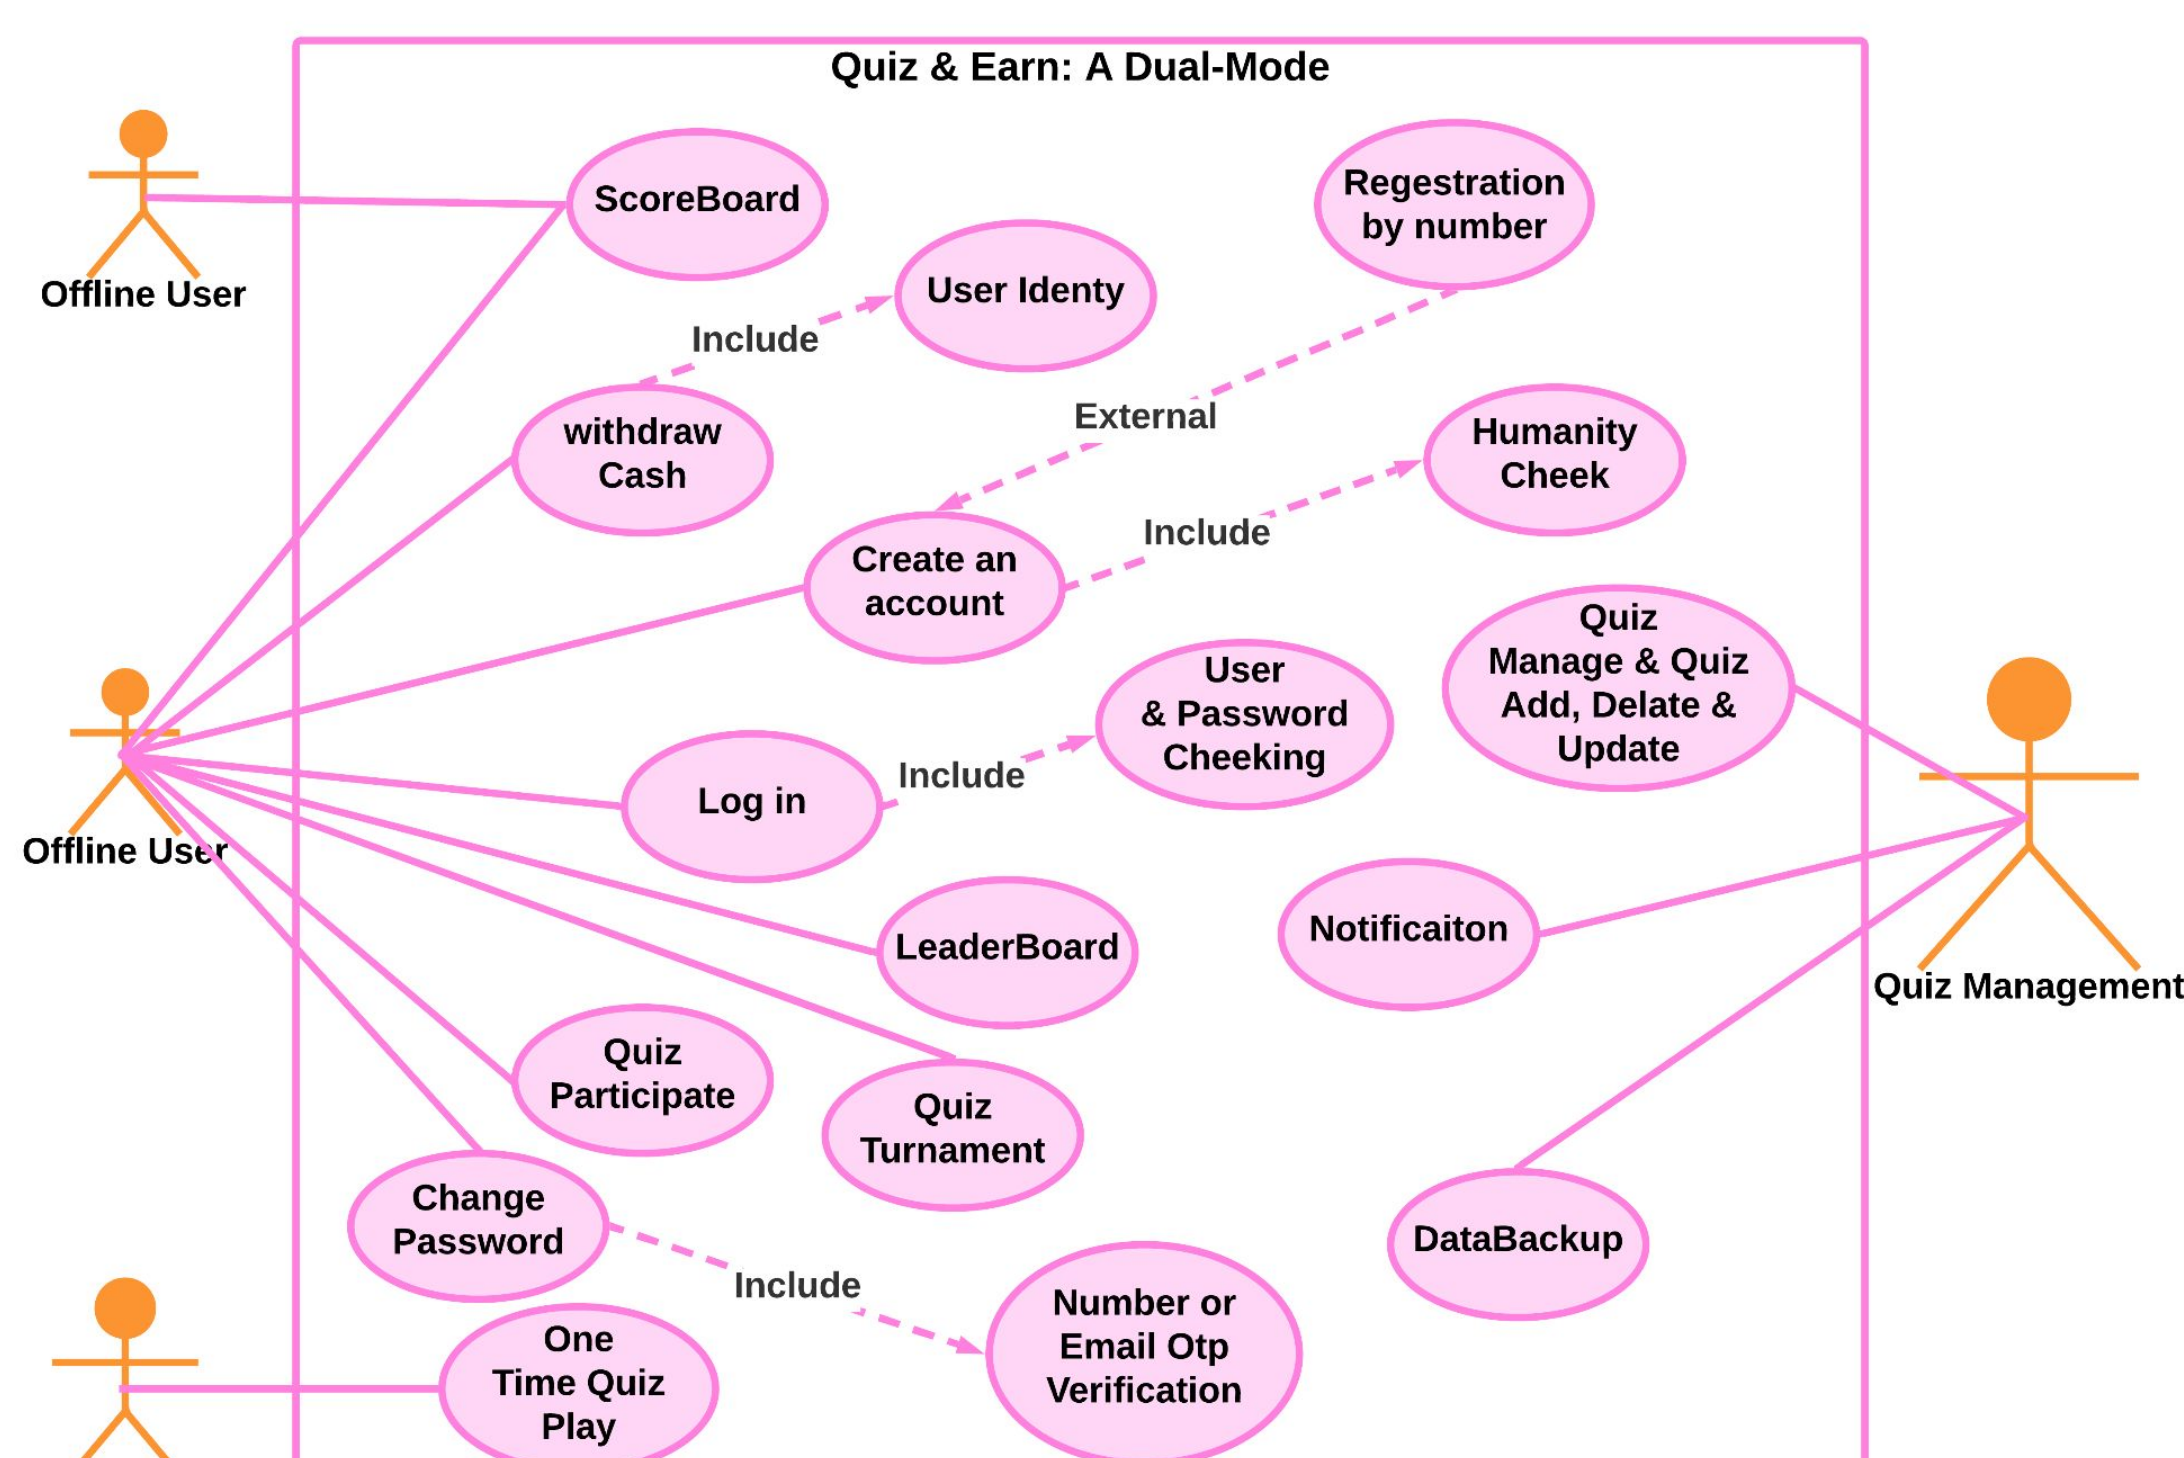 Quiz & Earn: A Dual-Mode
ScoreBoard
Regestration
by number
Offline User
User Identy
Include
External
withdraw
Cash
Humanity
Cheek
Include
Create an
account
Quiz
Manage & Quiz
Add, Delate &
Update
User
& Password
Cheeking
Include
Log in
Offline User
LeaderBoard
Notificaiton
Quiz Management
Quiz
Participate
Quiz
Turnament
Change
Password
DataBackup
Include
Number or
Email Otp
Verification
One
Time Quiz
Play